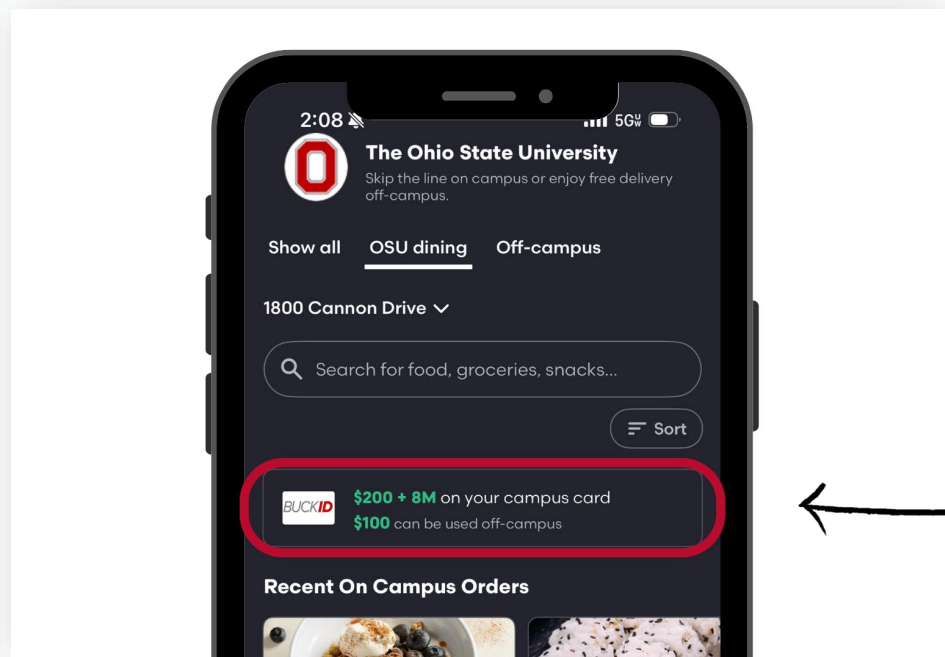 2:08
5GW
The Ohio State University
Skip the line on campus or enjoy free delivery
off-campus.
Show all OSU dining Off-campus
1800 Cannon Drive
Search for food, groceries, snacks...
Sort
BUCKID
$200 + 8M on your campus card
$100 can be used off-campus
Recent On Campus Orders